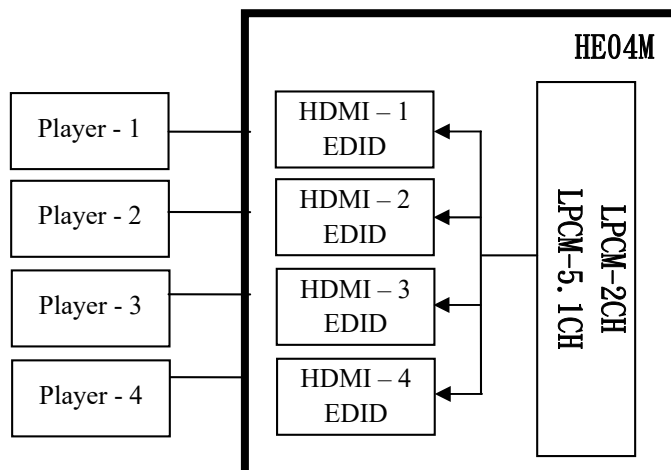 HE04M
Player - 1
HDMI – 1
EDID
Player - 2
HDMI – 2
EDID
Player - 3
HDMI – 3
EDID
Player - 4
HDMI – 4
EDID
LPCM-2CH
LPCM-5.1CH